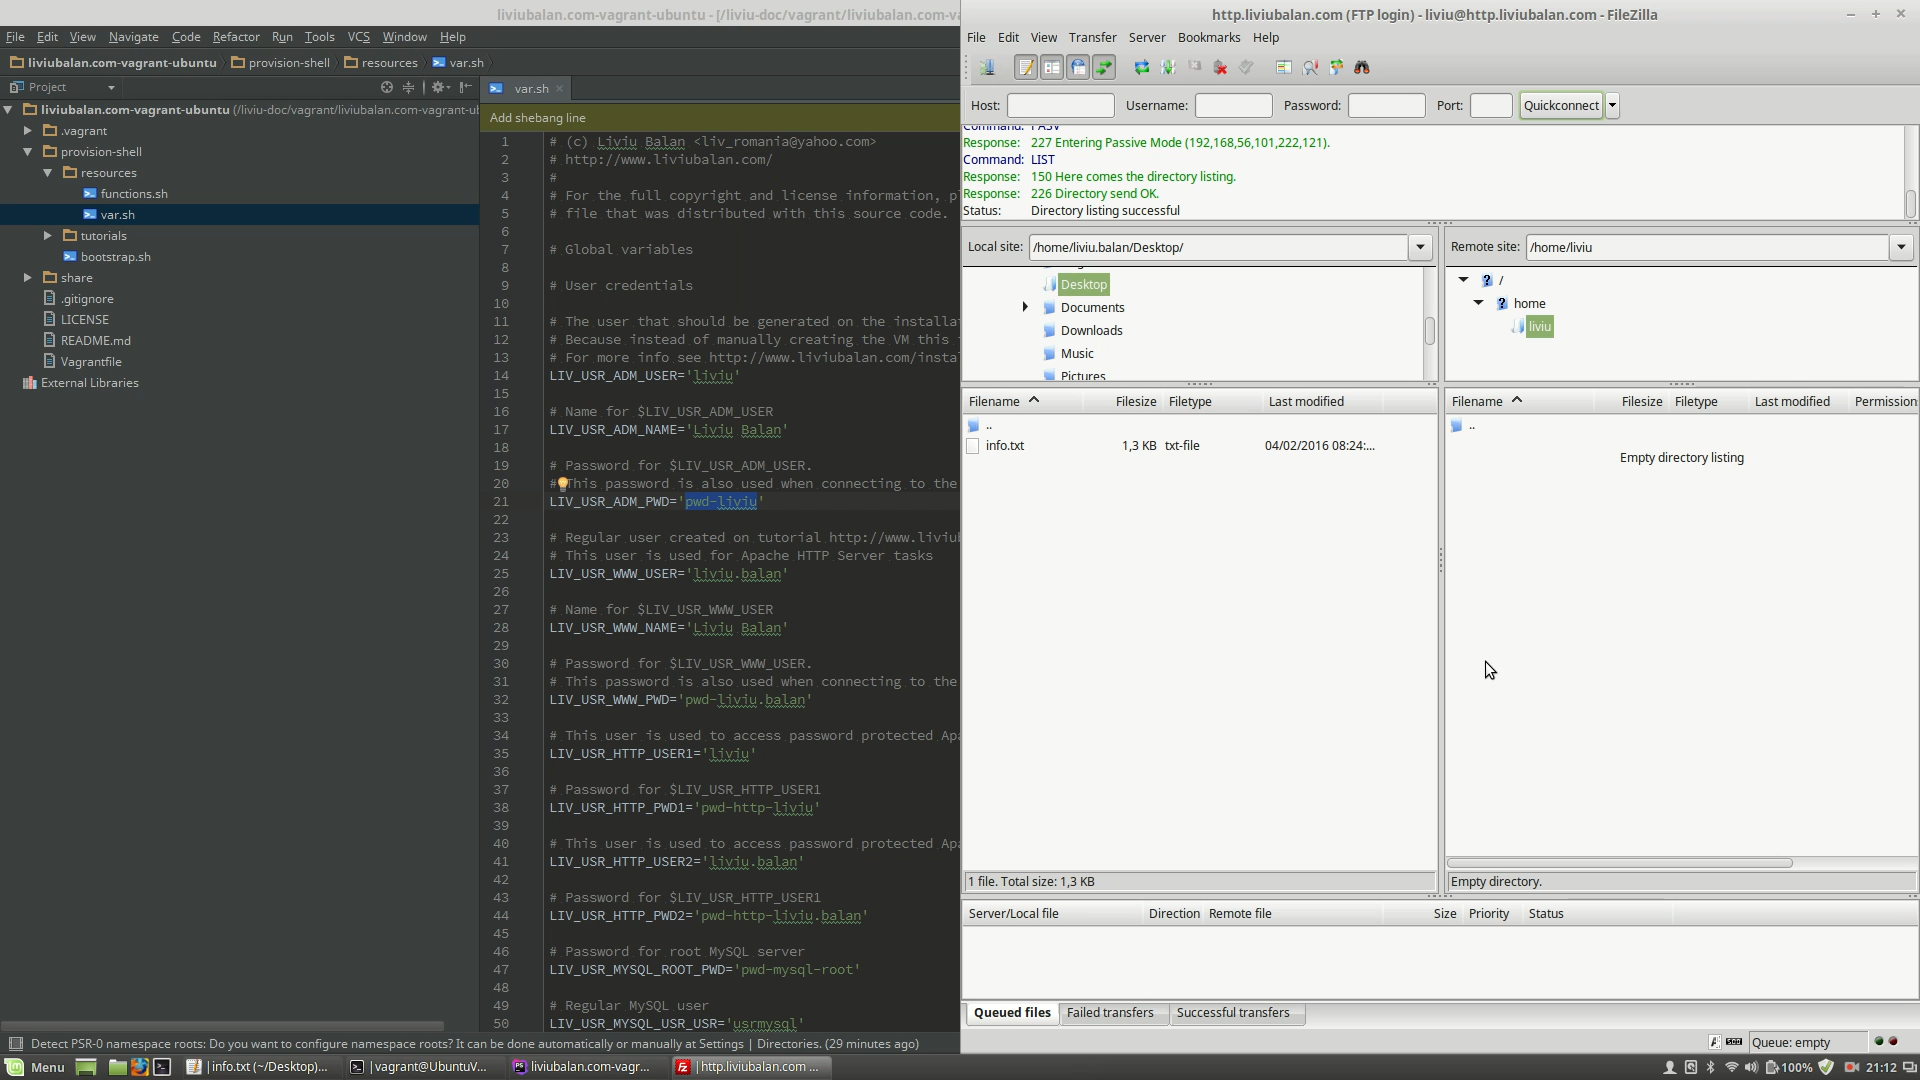 liviubalan.com-vagrant-ubuntu - [/liviu-doc/vagrant/liviubalan.com-va
File Edit View Navigate Code Refactor Run Tools VCS Window Help
liviubalan.com-vagrant-ubuntu provision-shell resources var.sh
Project
liviubalan.com-vagrant-ubuntu (/liviu-doc/vagrant/liviubalan.com-vagrant-ub
.vagrant
provision-shell
resources
functions.sh
var.sh
tutorials
bootstrap.sh
share
.gitignore
LICENSE
README.md
Vagrantfile
External Libraries
var.sh
Add shebang line
1 # (c) Liviu Balan <liv_romania@yahoo.com>
2 # http://www.liviubalan.com/
3 #
4 # For the full copyright and license information, p
5 # file that was distributed with this source code.
6
7 # Global variables
8
9 # User credentials
10
11 # The user that should be generated on the installa
12 # Because instead of manually creating the VM this
13 # For more info see http://www.liviubalan.com/insta
14 LIV_USR_ADM_USER='liviu'
15
16 # Name for $LIV_USR_ADM_USER
17 LIV_USR_ADM_NAME='Liviu Balan'
18
19 # Password for $LIV_USR_ADM_USER.
20 # This password is also used when connecting to the
21 LIV_USR_ADM_PWD='pwd-liviu'
22
23 # Regular user created on tutorial http://www.liviu
24 # This user is used for Apache HTTP Server tasks
25 LIV_USR_WWW_USER='liviu.balan'
26
27 # Name for $LIV_USR_WWW_USER
28 LIV_USR_WWW_NAME='Liviu Balan'
29
30 # Password for $LIV_USR_WWW_USER.
31 # This password is also used when connecting to the
32 LIV_USR_WWW_PWD='pwd-liviu.balan'
33
34 # This user is used to access password protected Apa
35 LIV_USR_HTTP_USER1='liviu'
36
37 # Password for $LIV_USR_HTTP_USER1
38 LIV_USR_HTTP_PWD1='pwd-http-liviu'
39
40 # This user is used to access password protected Apa
41 LIV_USR_HTTP_USER2='liviu.balan'
42
43 # Password for $LIV_USR_HTTP_USER1
44 LIV_USR_HTTP_PWD2='pwd-http-liviu.balan'
45
46 # Password for root MySQL server
47 LIV_USR_MYSQL_ROOT_PWD='pwd-mysql-root'
48
49 # Regular MySQL user
50 LIV_USR_MYSQL_USR_USR='usrmysql'
Detect PSR-0 namespace roots: Do you want to configure namespace roots? It can be done automatically or manually at Settings | Directories. (29 minutes ago)
http.liviubalan.com (FTP login) - liviu@http.liviubalan.com - FileZilla
File Edit View Transfer Server Bookmarks Help
Host: Username: Password: Port: Quickconnect
Command: PASV
Response: 227 Entering Passive Mode (192,168,56,101,222,121).
Command: LIST
Response: 150 Here comes the directory listing.
Response: 226 Directory send OK.
Status: Directory listing successful
Local site: /home/liviu.balan/Desktop/
Desktop
Documents
Downloads
Music
Pictures
Filename Filesize Filetype Last modified
..
info.txt 1,3 KB txt-file 04/02/2016 08:24:...
1 file. Total size: 1,3 KB
Remote site: /home/liviu
/
home
liviu
Filename Filesize Filetype Last modified Permission
..
Empty directory listing
Empty directory.
Server/Local file Direction Remote file Size Priority Status
Queued files Failed transfers Successful transfers
Queue: empty
Menu info.txt (~/Desktop)... vagrant@UbuntuV... liviubalan.com-vagr... http.liviubalan.com ... 100% 21:12